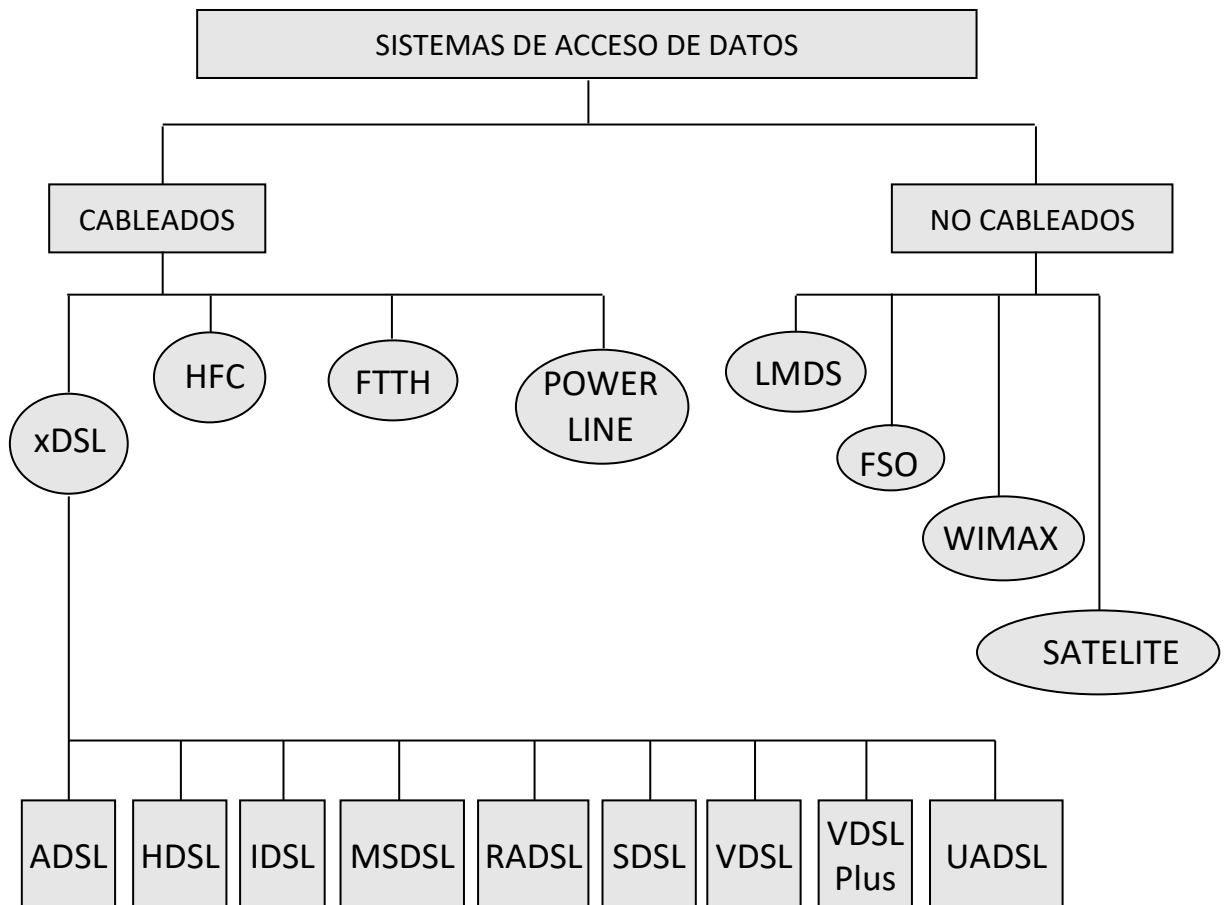 SISTEMAS DE ACCESO DE DATOS
CABLEADOS
NO CABLEADOS
xDSL
HFC
FTTH
POWER
LINE
LMDS
FSO
WIMAX
SATELITE
ADSL
HDSL
IDSL
MSDSL
RADSL
SDSL
VDSL
VDSL
Plus
UADSL